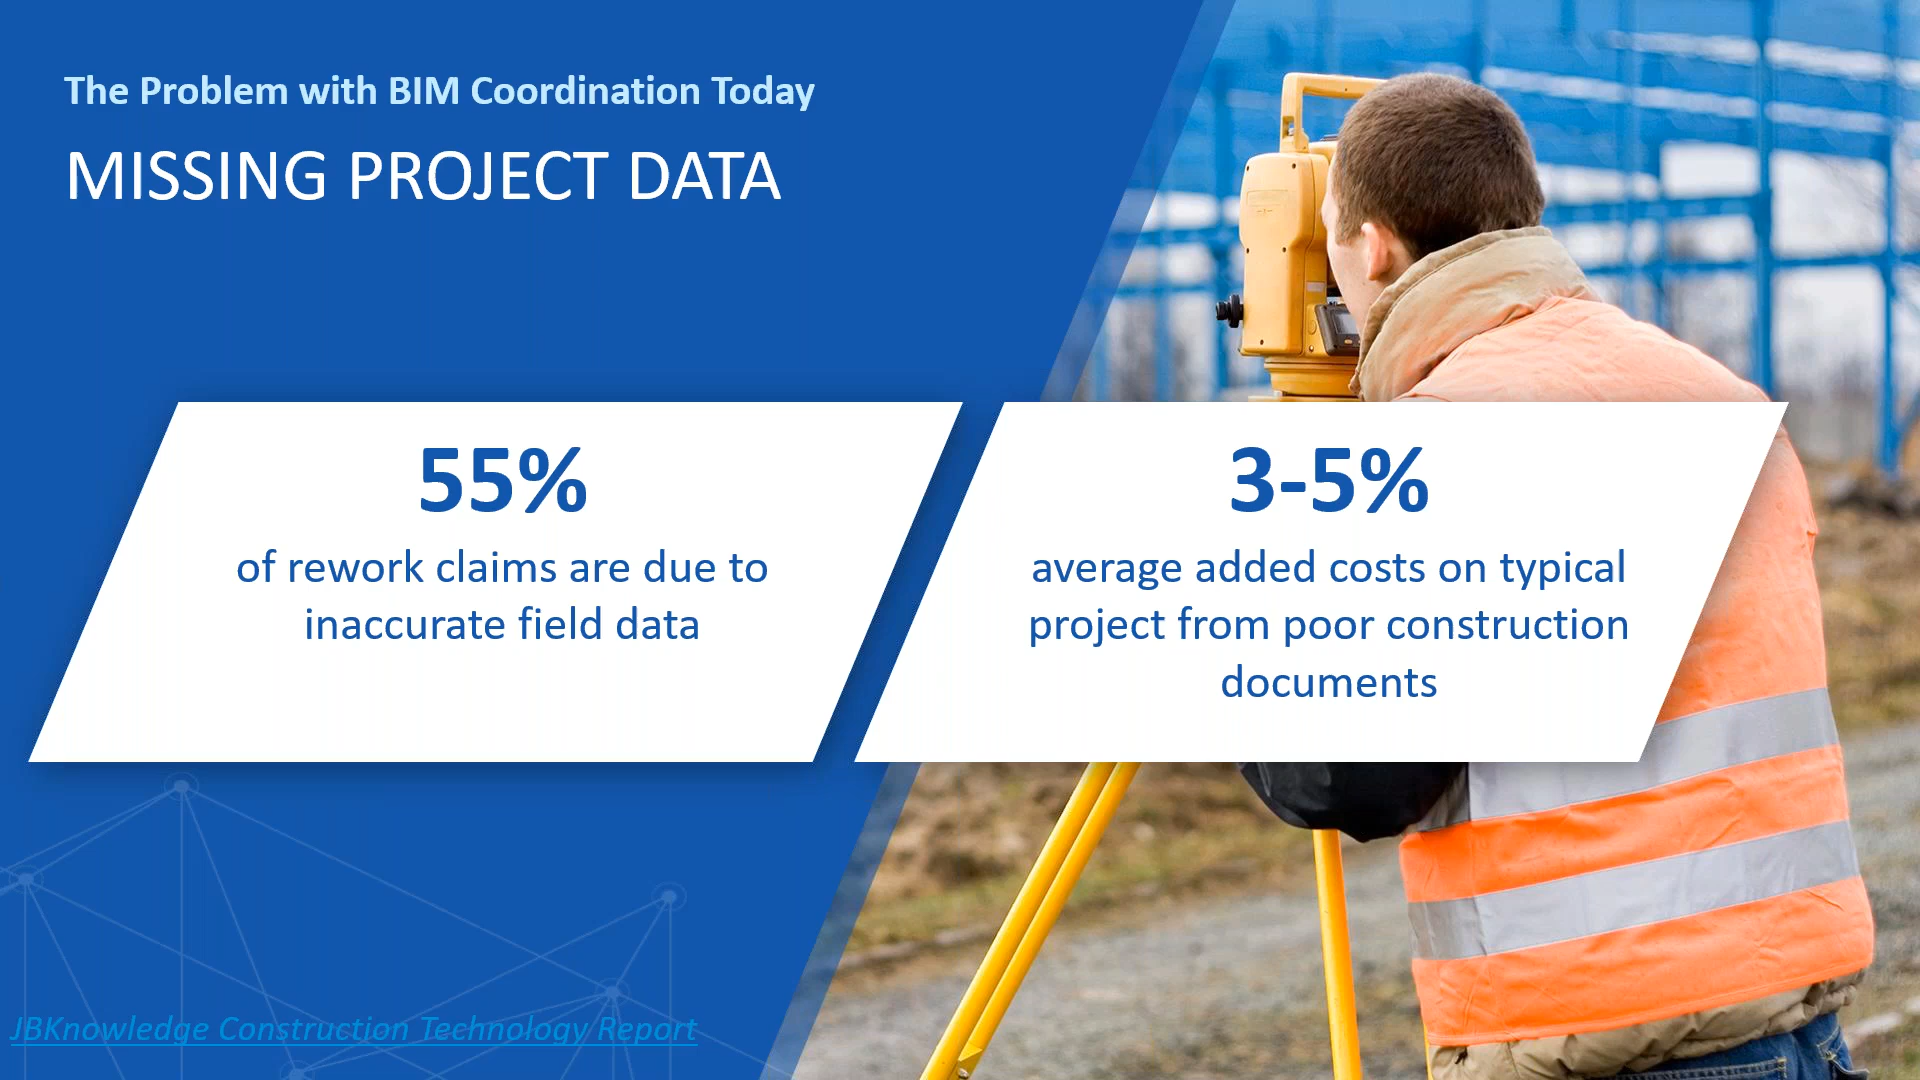 The Problem with BIM Coordination Today
MISSING PROJECT DATA
55%
of rework claims are due to
inaccurate field data
3-5%
average added costs on typical
project from poor construction
documents
JBKnowledge Construction Technology Report